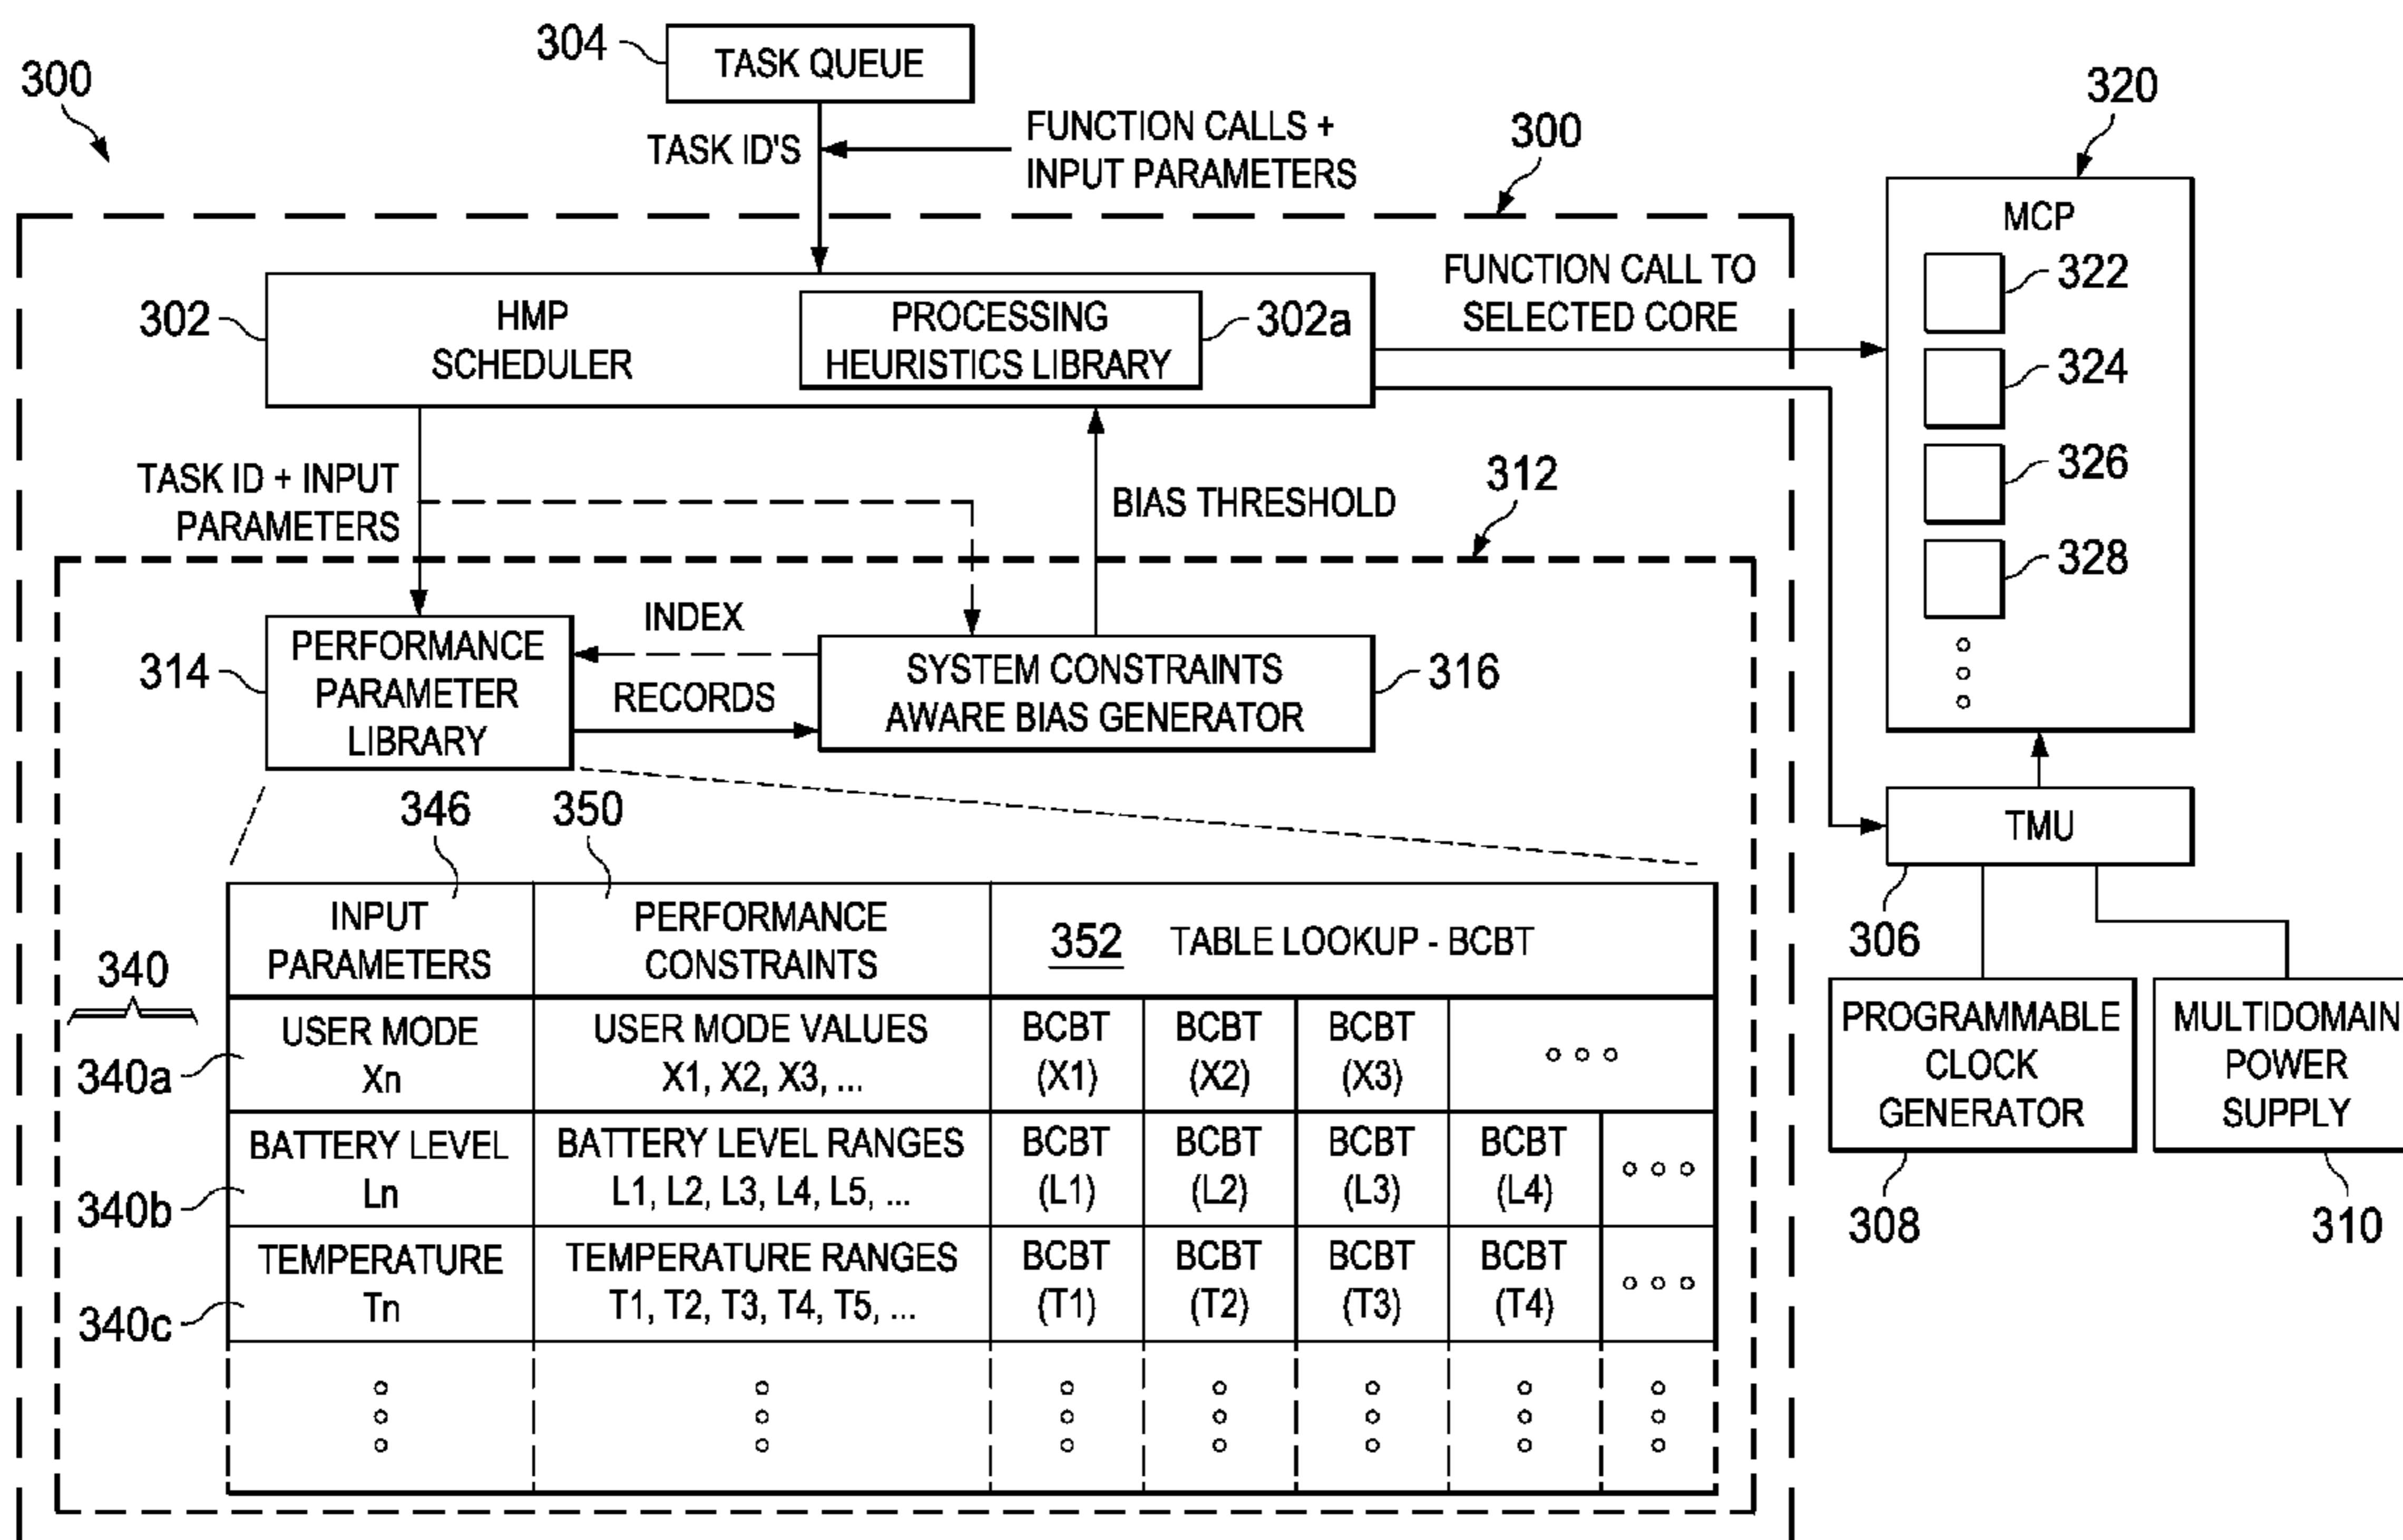 304
TASK QUEUE
300
320
TASK ID'S
FUNCTION CALLS +
INPUT PARAMETERS
300
MCP
322
324
326
328
302
HMP
SCHEDULER
PROCESSING
HEURISTICS LIBRARY
302a
FUNCTION CALL TO
SELECTED CORE
TASK ID + INPUT
PARAMETERS
BIAS THRESHOLD
312
314
PERFORMANCE
PARAMETER
LIBRARY
INDEX
RECORDS
SYSTEM CONSTRAINTS
AWARE BIAS GENERATOR
316
TMU
306
PROGRAMMABLE
CLOCK
GENERATOR
308
MULTIDOMAIN
POWER
SUPPLY
310
346
350
INPUT
PARAMETERS
PERFORMANCE
CONSTRAINTS
352 TABLE LOOKUP - BCBT
340
340a
USER MODE
Xn
USER MODE VALUES
X1, X2, X3, ...
BCBT
(X1)
BCBT
(X2)
BCBT
(X3)
340b
BATTERY LEVEL
Ln
BATTERY LEVEL RANGES
L1, L2, L3, L4, L5, ...
BCBT
(L1)
BCBT
(L2)
BCBT
(L3)
BCBT
(L4)
340c
TEMPERATURE
Tn
TEMPERATURE RANGES
T1, T2, T3, T4, T5, ...
BCBT
(T1)
BCBT
(T2)
BCBT
(T3)
BCBT
(T4)